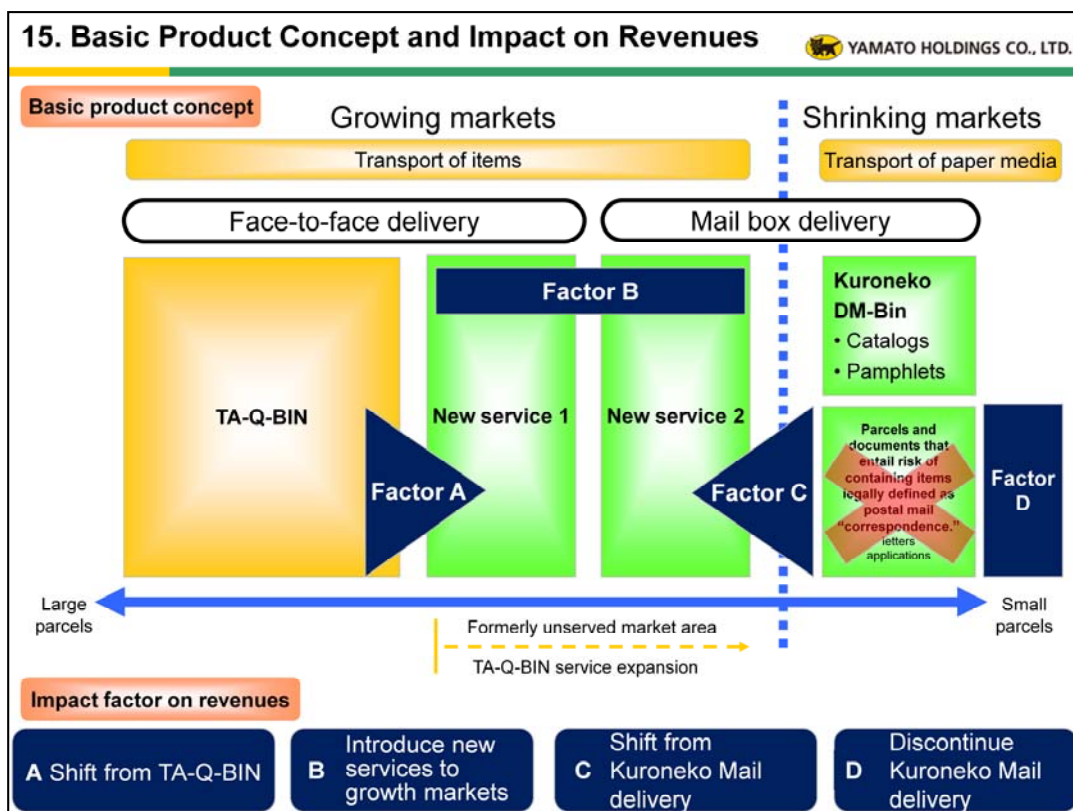 15. Basic Product Concept and Impact on Revenues
YAMATO HOLDINGS CO., LTD.
Basic product concept
Growing markets
Shrinking markets
Transport of items
Transport of paper media
Face-to-face delivery
Mail box delivery
Factor B
Kuroneko
DM-Bin
• Catalogs
• Pamphlets
TA-Q-BIN
New service 1
New service 2
Factor A
Factor C
Parcels and
documents that
entail risk of
containing items
legally defined as
postal mail
“correspondence.”
letters
applications
Factor
D
Large
parcels
Small
parcels
Formerly unserved market area
TA-Q-BIN service expansion
Impact factor on revenues
A Shift from TA-Q-BIN
B Introduce new
services to
growth markets
C Shift from
Kuroneko Mail
delivery
D Discontinue
Kuroneko Mail
delivery